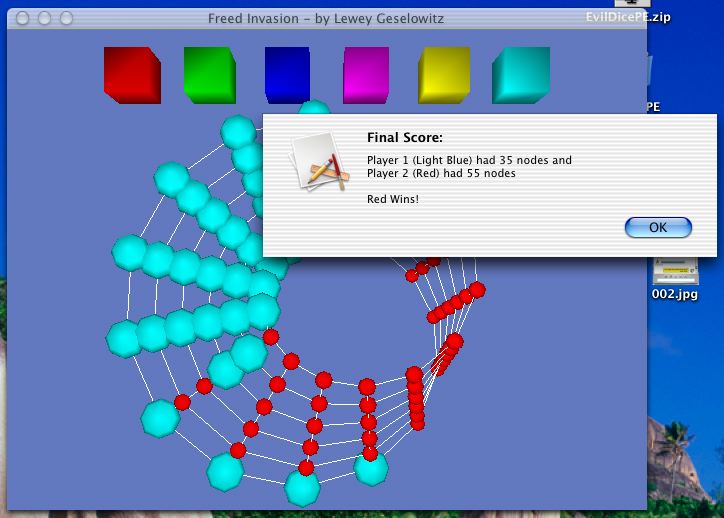 Freed Invasion - by Lewey Geselowitz
EvilDicePE.zip
PE
Final Score:
Player 1 (Light Blue) had 35 nodes and
Player 2 (Red) had 55 nodes
Red Wins!
OK
002.jpg